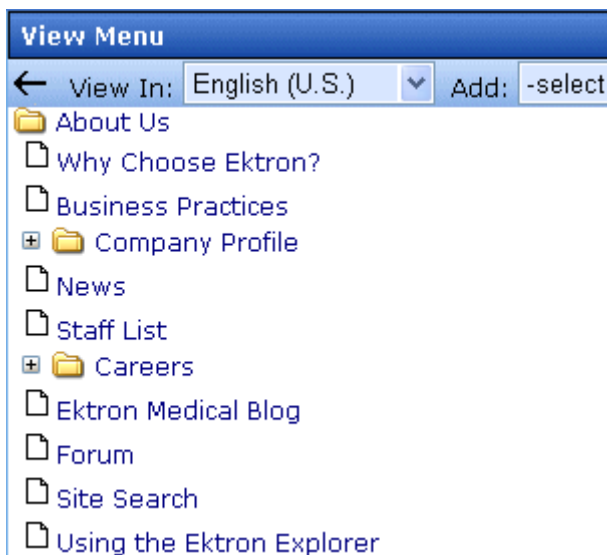 View Menu
View In: English (U.S.) Add: -select
About Us
Why Choose Ektron?
Business Practices
Company Profile
News
Staff List
Careers
Ektron Medical Blog
Forum
Site Search
Using the Ektron Explorer